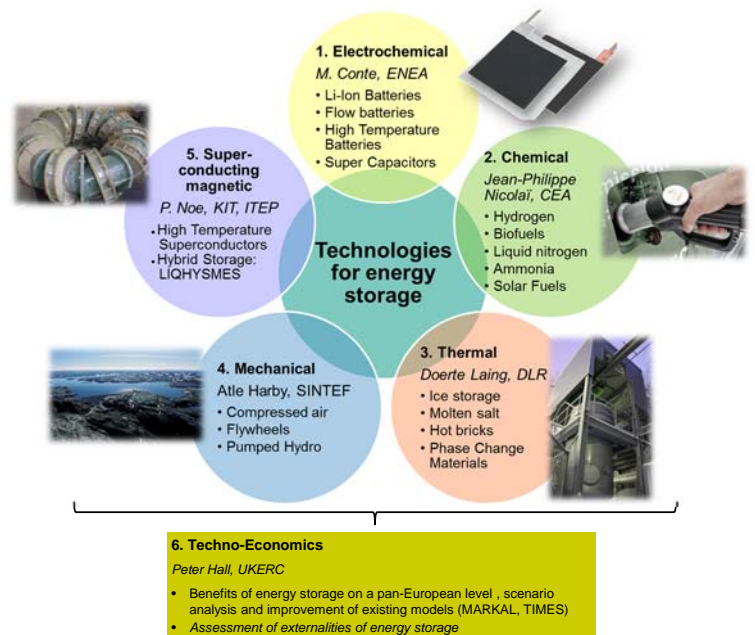 1. Electrochemical
M. Conte, ENEA
• Li-Ion Batteries
• Flow batteries
• High Temperature
Batteries
• Super Capacitors
2. Chemical
Jean-Philippe
Nicolaï, CEA
• Hydrogen
• Biofuels
• Liquid nitrogen
• Ammonia
• Solar Fuels
3. Thermal
Doerte Laing, DLR
• Ice storage
• Molten salt
• Hot bricks
• Phase Change
Materials
4. Mechanical
Atle Harby, SINTEF
• Compressed air
• Flywheels
• Pumped Hydro
5. Super-
conducting
magnetic
P. Noe, KIT, ITEP
• High Temperature
Superconductors
• Hybrid Storage:
LIQHYSMES
Technologies
for energy
storage
6. Techno-Economics
Peter Hall, UKERC
• Benefits of energy storage on a pan-European level , scenario
analysis and improvement of existing models (MARKAL, TIMES)
• Assessment of externalities of energy storage